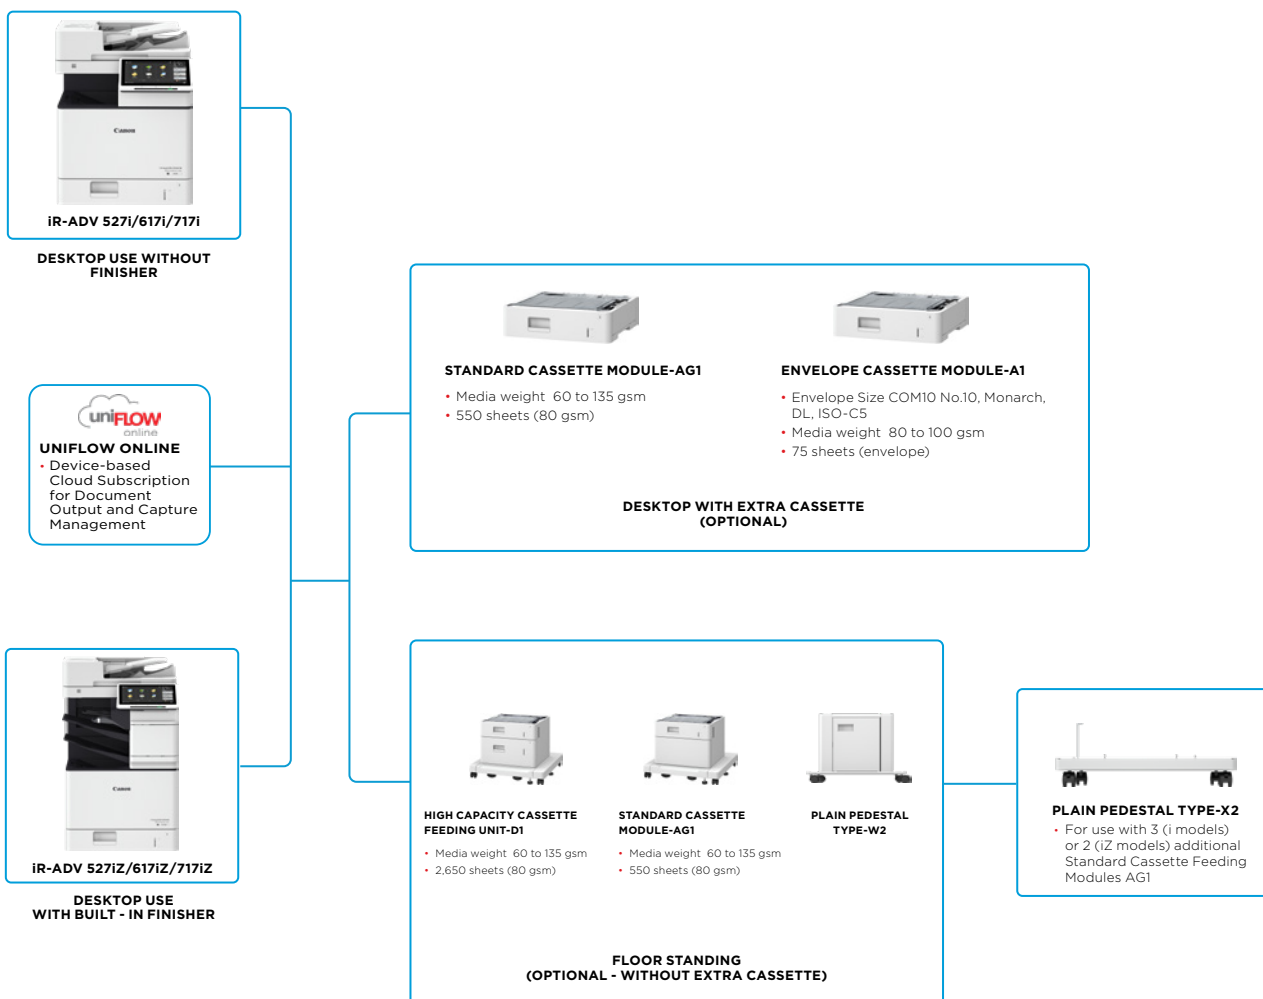 Canon
iR-ADV 527i/617i/717i
DESKTOP USE WITHOUT
FINISHER
uniFLOW
online
UNIFLOW ONLINE
• Device-based
Cloud Subscription
for Document
Output and Capture
Management
Canon
iR-ADV 527iZ/617iZ/717iZ
DESKTOP USE
WITH BUILT - IN FINISHER
STANDARD CASSETTE MODULE-AG1
• Media weight 60 to 135 gsm
• 550 sheets (80 gsm)
ENVELOPE CASSETTE MODULE-A1
• Envelope Size COM10 No.10, Monarch,
DL, ISO-C5
• Media weight 80 to 100 gsm
• 75 sheets (envelope)
DESKTOP WITH EXTRA CASSETTE
(OPTIONAL)
HIGH CAPACITY CASSETTE
FEEDING UNIT-D1
• Media weight 60 to 135 gsm
• 2,650 sheets (80 gsm)
STANDARD CASSETTE
MODULE-AG1
• Media weight 60 to 135 gsm
• 550 sheets (80 gsm)
PLAIN PEDESTAL
TYPE-W2
FLOOR STANDING
(OPTIONAL - WITHOUT EXTRA CASSETTE)
PLAIN PEDESTAL TYPE-X2
• For use with 3 (i models)
or 2 (iZ models) additional
Standard Cassette Feeding
Modules AG1